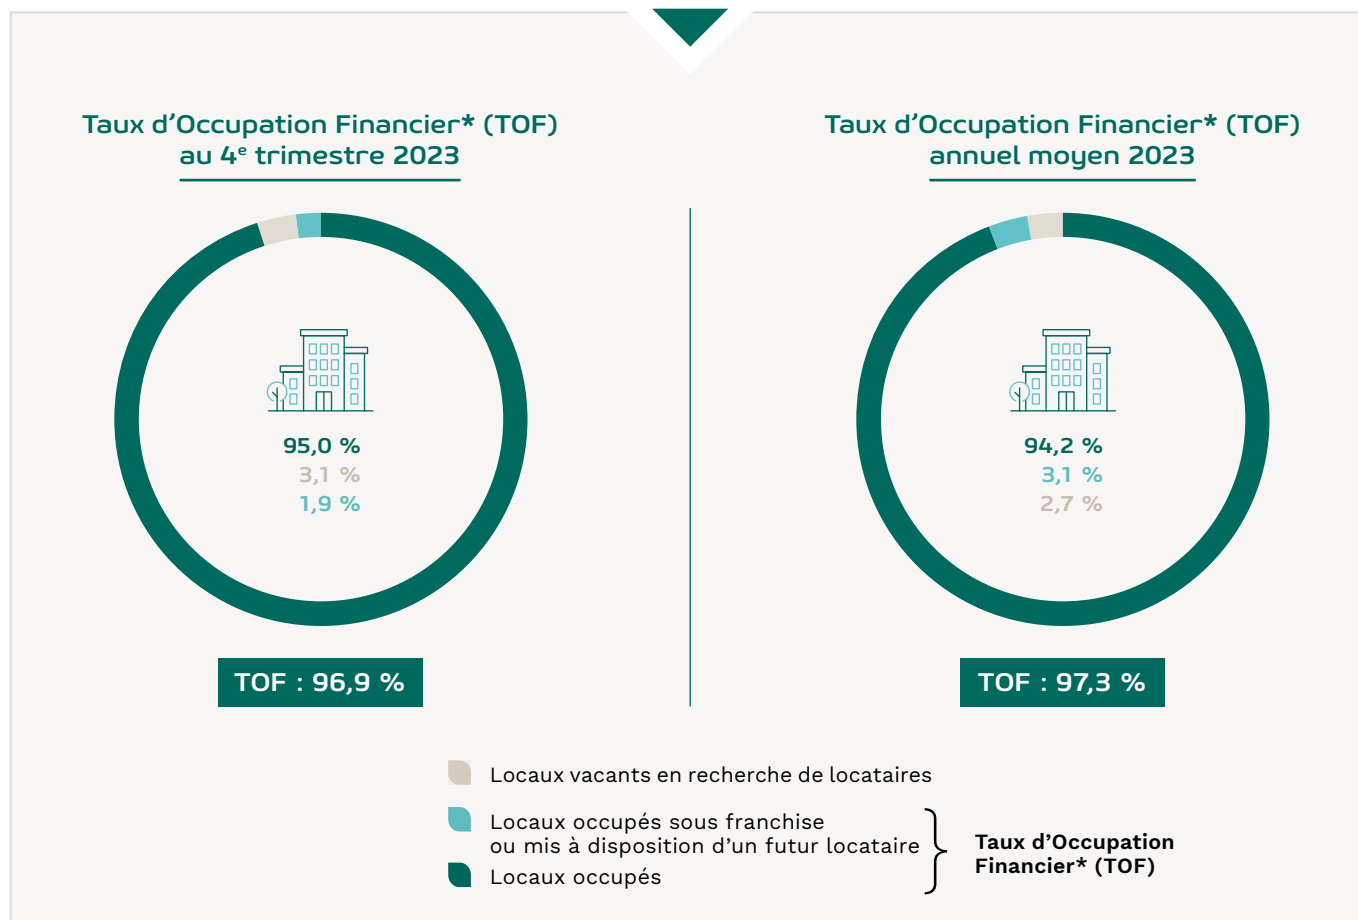 Taux d'Occupation Financier* (TOF)
au 4e trimestre 2023
95,0 %
3,1 %
1,9 %
TOF : 96,9 %
Taux d'Occupation Financier* (TOF)
annuel moyen 2023
94,2 %
3,1 %
2,7 %
TOF : 97,3 %
Locaux vacants en recherche de locataires
Locaux occupés sous franchise
ou mis à disposition d'un futur locataire
Locaux occupés
Taux d'Occupation
Financier* (TOF)